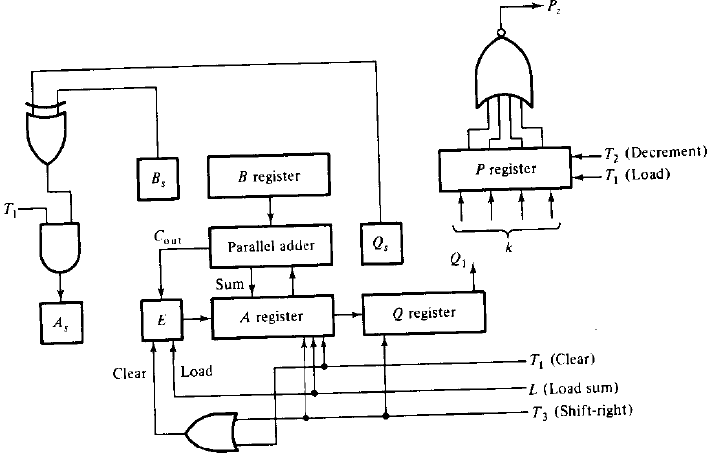 P_z
B_s
B register
P register
T_2 (Decrement)
T_1 (Load)
T_1
C_out
Parallel adder
Q_s
k
Sum
Q_1
A_s
E
A register
Q register
Clear
Load
T_1 (Clear)
L (Load sum)
T_3 (Shift-right)